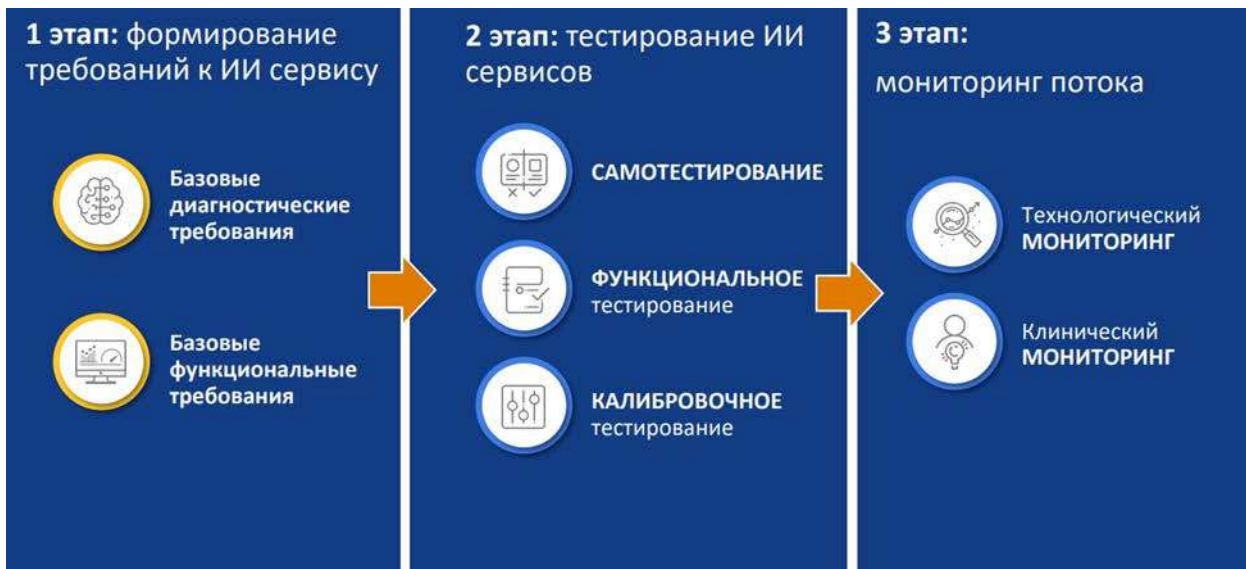 1 этап: формирование
требований к ИИ сервису
Базовые
диагностические
требования
Базовые
функциональные
требования
2 этап: тестирование ИИ
сервисов
САМОТЕСТИРОВАНИЕ
ФУНКЦИОНАЛЬНОЕ
тестирование
КАЛИБРОВОЧНОЕ
тестирование
3 этап:
мониторинг потока
Технологический
МОНИТОРИНГ
Клинический
МОНИТОРИНГ